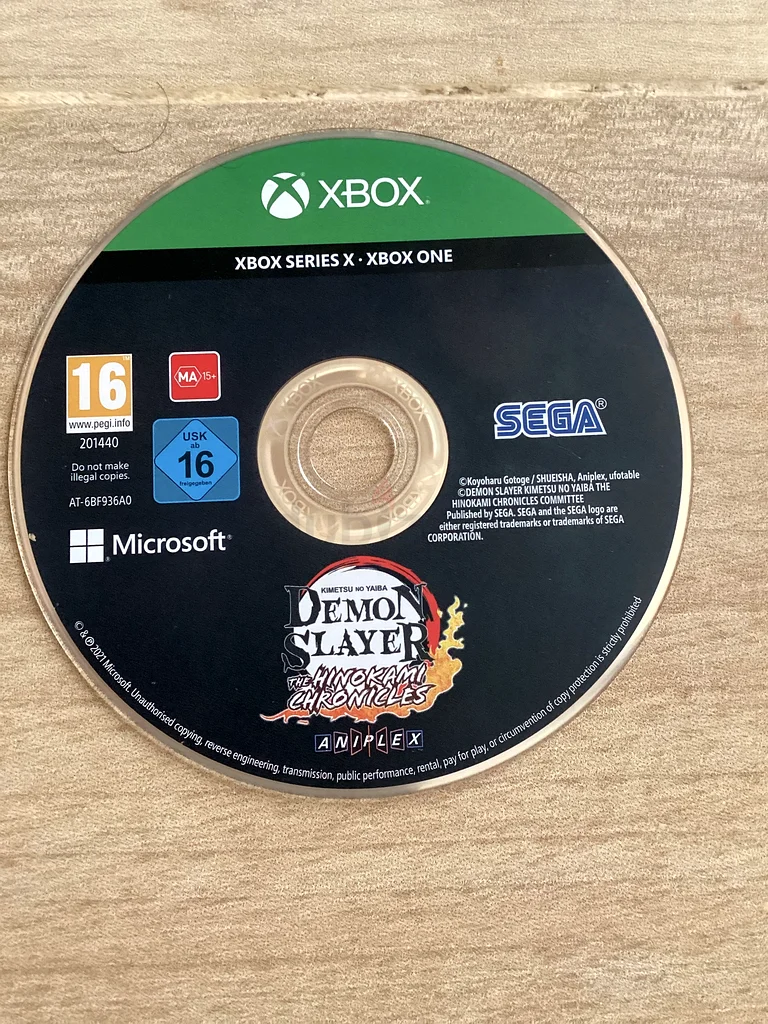 XBOX
XBOX SERIES X · XBOX ONE
16
www.pegi.info
201440
Do not make
illegal copies.
AT-6BF936A0
MA 15+
USK
ab
16
freigegeben
Microsoft®
SEGA®
©Koyoharu Gotoge / SHUEISHA, Aniplex, ufotable
©DEMON SLAYER KIMETSU NO YAIBA THE
HINOKAMI CHRONICLES COMMITTEE
Published by SEGA. SEGA and the SEGA logo are
either registered trademarks or trademarks of SEGA
CORPORATION.
KIMETSU NO YAIBA
DEMON
SLAYER
THE HINOKAMI
CHRONICLES
ANIPLEX
© & ℗ 2021 Microsoft. Unauthorised copying, reverse engineering, transmission, public performance, rental, pay for play, or circumvention of copy protection is strictly prohibited
XBOX
XBOX
XBOX
XBOX